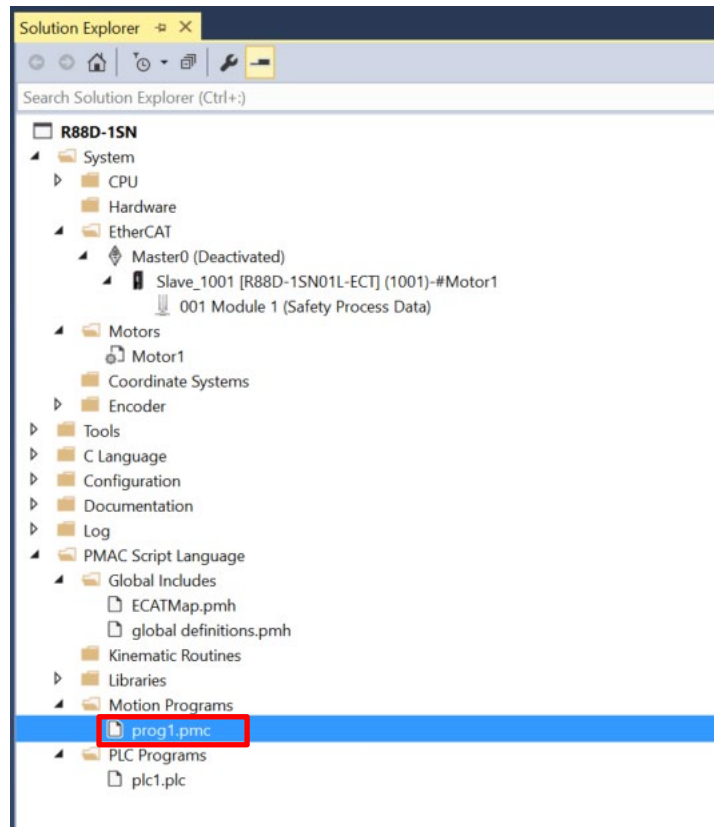 Solution Explorer
Search Solution Explorer (Ctrl+:)
R88D-1SN
System
CPU
Hardware
EtherCAT
Master0 (Deactivated)
Slave_1001 [R88D-1SN01L-ECT] (1001)-#Motor1
001 Module 1 (Safety Process Data)
Motors
Motor1
Coordinate Systems
Encoder
Tools
C Language
Configuration
Documentation
Log
PMAC Script Language
Global Includes
ECATMap.pmh
global definitions.pmh
Kinematic Routines
Libraries
Motion Programs
prog1.pmc
PLC Programs
plc1.plc